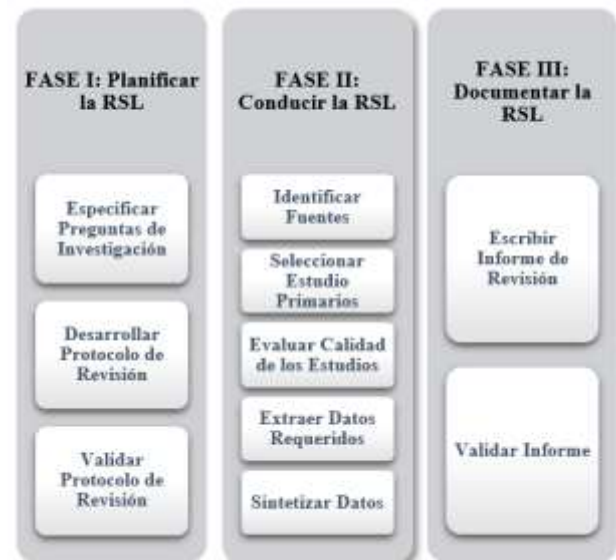 FASE I: Planificar
la RSL
Especificar
Preguntas de
Investigación
Desarrollar
Protocolo de
Revisión
Validar
Protocolo de
Revisión
FASE II:
Conducir la RSL
Identificar
Fuentes
Seleccionar
Estudio
Primarios
Evaluar Calidad
de los Estudios
Extraer Datos
Requeridos
Sintetizar Datos
FASE III:
Documentar la
RSL
Escribir
Informe de
Revisión
Validar Informe